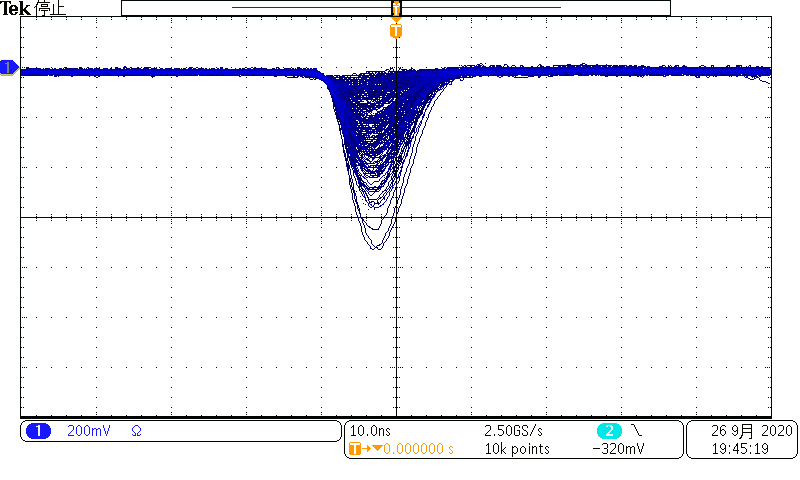 Tek 停止
T
T
1
1 200mV Ω
10.0ns 2.50GS/s 2
T→▼0.000000 s 10k points −320mV
26 9月 2020
19:45:19